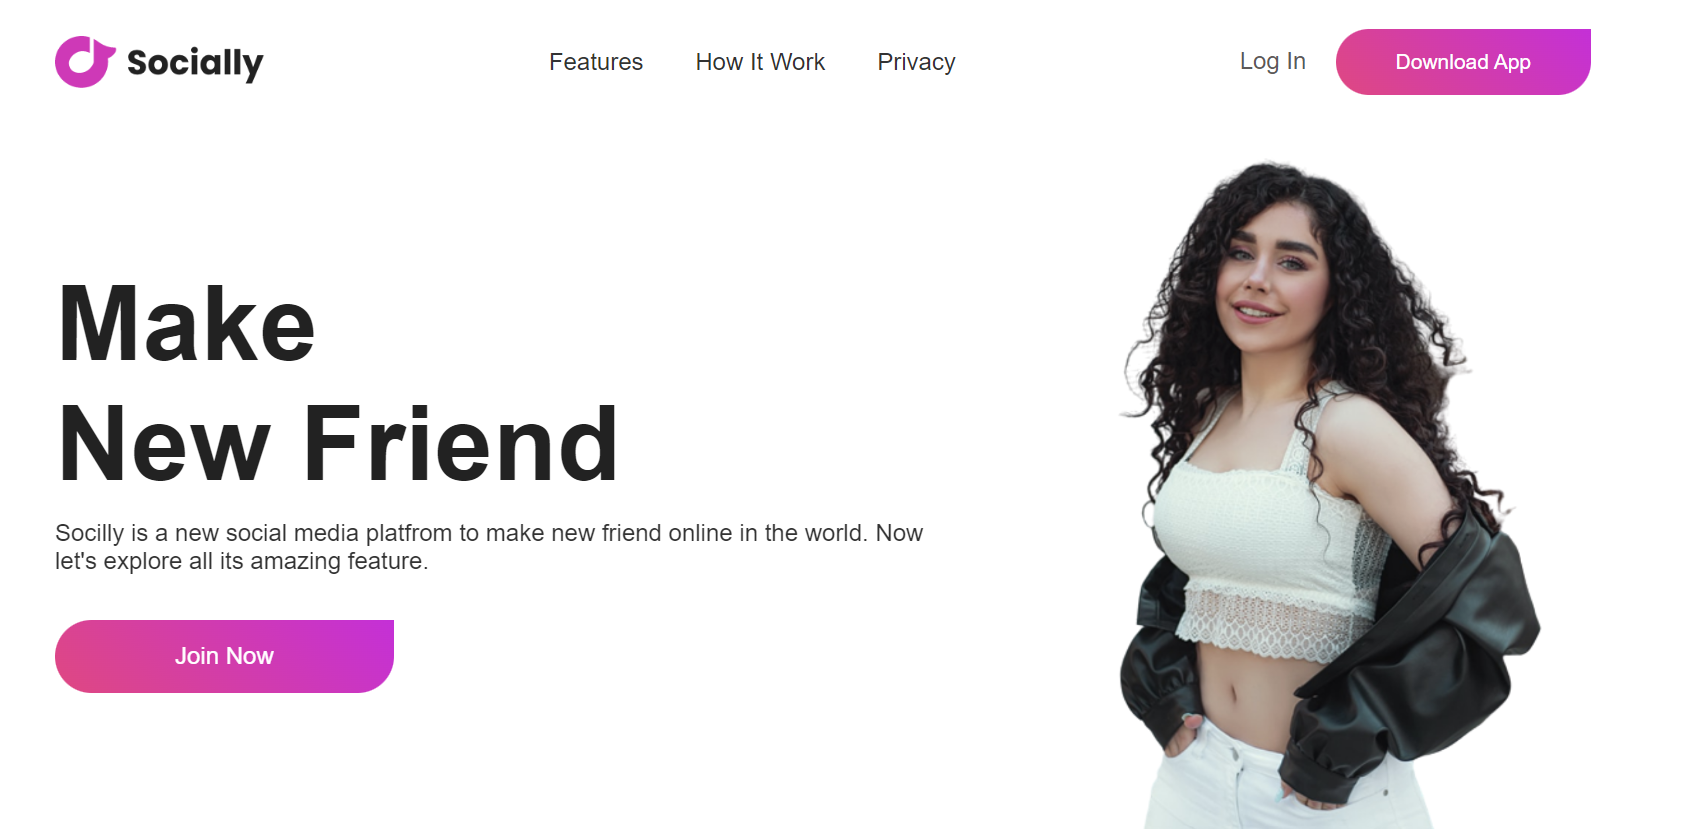 Socially
Features
How It Work
Privacy
Log In
Download App
Make
New Friend
Socilly is a new social media platfrom to make new friend online in the world. Now
let's explore all its amazing feature.
Join Now